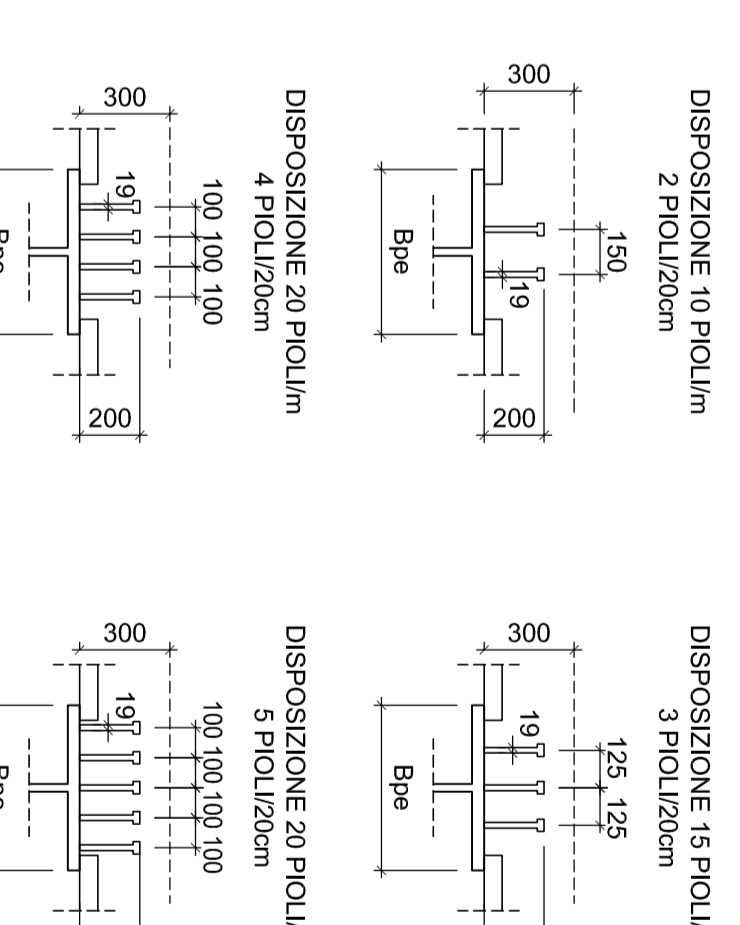 DISPOSIZIONE 10 PIOLI/m
2 PIOLI/20cm
300
150
19
200
Bpe
DISPOSIZIONE 15 PIOLI/
3 PIOLI/20cm
300
125 125
19
Bpe
DISPOSIZIONE 20 PIOLI/m
4 PIOLI/20cm
300
100 100 100
19
200
DISPOSIZIONE 20 PIOLI/
5 PIOLI/20cm
300
100 100 100 100
19